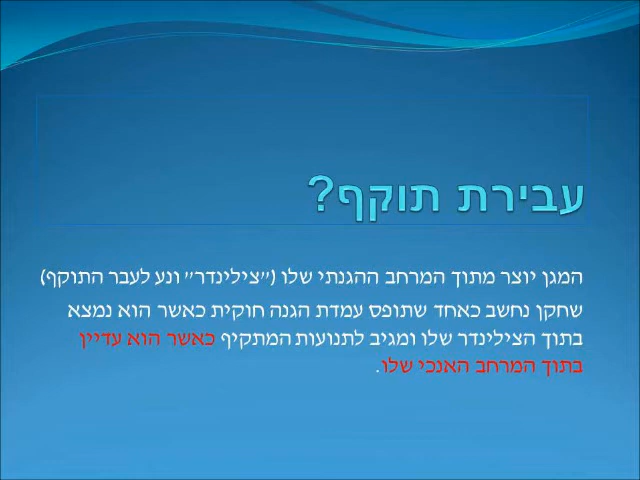 עבירת תוקף?
המגן יוצר מתוך המרחב ההגנתי שלו (״צילינדר״ ונע לעבר התוקף)
שחקן נחשב כאחד שתופס עמדת הגנה חוקית כאשר הוא נמצא
בתוך הצילינדר שלו ומגיב לתנועות המתקיף כאשר הוא עדיין
בתוך המרחב האנכי שלו.